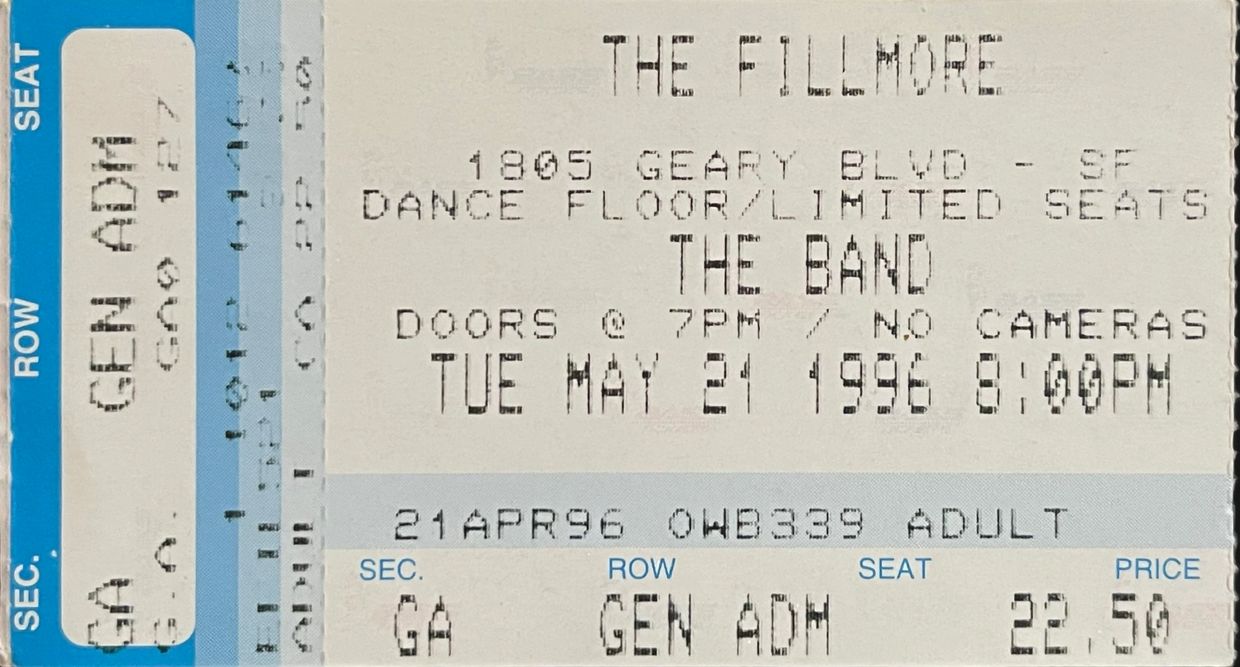 SEC. ROW SEAT
GA GEN ADM
THE FILLMORE
1805 GEARY BLVD - SF
DANCE FLOOR/LIMITED SEATS
THE BAND
DOORS @ 7PM / NO CAMERAS
TUE MAY 21 1996 8:00PM
21APR96 OWB339 ADULT
SEC. ROW SEAT PRICE
GA GEN ADM 22.50